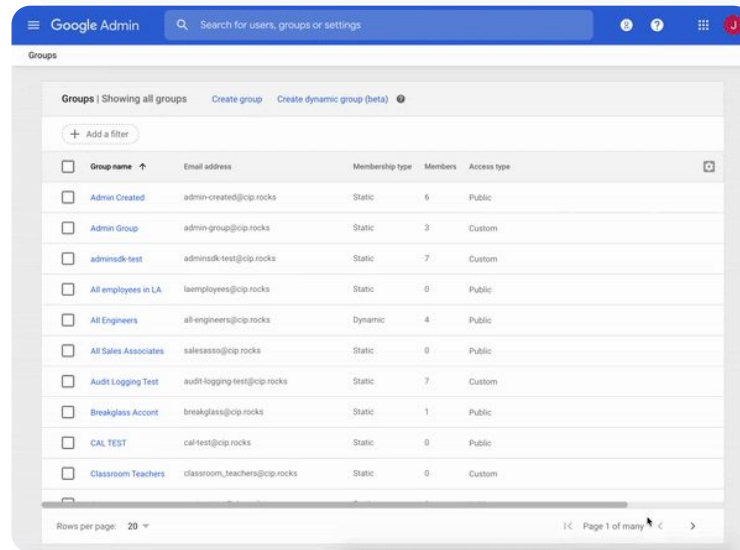 Google Admin Search for users, groups or settings 8 ? J
Groups
Groups | Showing all groups Create group Create dynamic group (beta) ?
+ Add a filter
Group name ↑ Email address Membership type Members Access type
Admin Created admin-created@cip.rocks Static 6 Public
Admin Group admin-group@cip.rocks Static 3 Custom
adminsdk-test adminsdk-test@cip.rocks Static 7 Custom
All employees in LA laemployees@cip.rocks Static 0 Public
All Engineers all-engineers@cip.rocks Dynamic 4 Public
All Sales Associates salesasso@cip.rocks Static 0 Public
Audit Logging Test audit-logging-test@cip.rocks Static 7 Custom
Breakglass Accont breakglass@cip.rocks Static 1 Public
CAL TEST cal-test@cip.rocks Static 0 Public
Classroom Teachers classroom_teachers@cip.rocks Static 0 Custom
Rows per page: 20 Page 1 of many